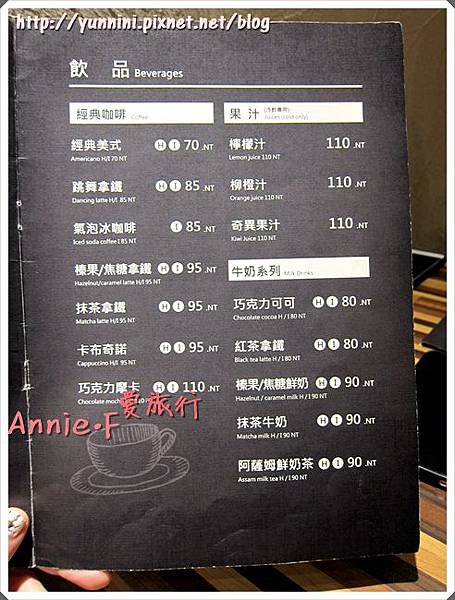 http://yunnini.pixnet.net/blog
飲 品 Beverages
經典咖啡 Coffee
經典美式 H I 70 .NT
Americano H/I 70 NT
跳舞拿鐵 H I 85 .NT
Dancing latte H/I 85 NT
氣泡冰咖啡 I 85 .NT
Iced soda coffee I 85 NT
榛果/焦糖拿鐵 H I 95 .NT
Hazelnut/caramel latte H/I 95 NT
抹茶拿鐵 H I 95 .NT
Matcha latte H/I 95 NT
卡布奇諾 H I 95 .NT
Cappuccino H/I 95 NT
巧克力摩卡 H I 110 .NT
Chocolate
果 汁 (冷飲專用) Juices (cold only)
檸檬汁 110 .NT
Lemon juice 110 NT
柳橙汁 110 .NT
Orange juice 110 NT
奇異果汁 110 .NT
Kiwi Juice 110 NT
牛奶系列 Milk Drinks
巧克力可可 H I 80 .NT
Chocolate cocoa H / I 80 NT
紅茶拿鐵 H I 80 .NT
Black tea latte H / I 80 NT
榛果/焦糖鮮奶 H I 90 .NT
Hazelnut / caramel milk H / I 90 NT
抹茶牛奶 H I 90 .NT
Matcha milk H / I 90 NT
阿薩姆鮮奶茶 H I 90 .NT
Assam milk tea H / I 90 NT
Annie.F愛旅行